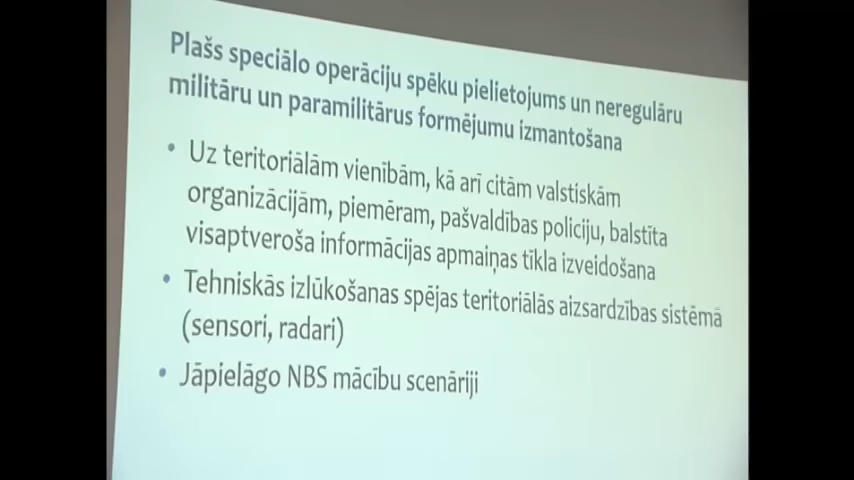 Plašs speciālo operāciju spēku pielietojums un neregulāru
militāru un paramilitārus formējumu izmantošana
• Uz teritoriālām vienībām, kā arī citām valstiskām
organizācijām, piemēram, pašvaldības policiju, balstīta
visaptveroša informācijas apmaiņas tīkla izveidošana
• Tehniskās izlūkošanas spējas teritoriālās aizsardzības sistēmā
(sensori, radari)
• Jāpielāgo NBS mācību scenāriji